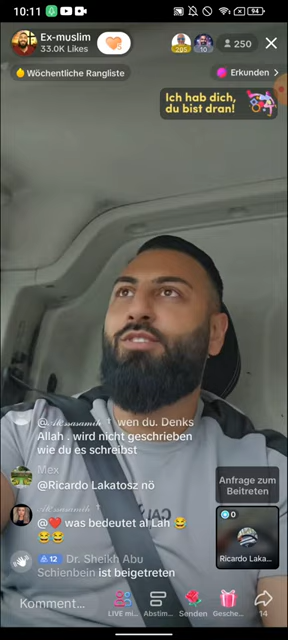 10:11
94
Ex-muslim
33.0K Likes
205
10
250
Wöchentliche Rangliste
Erkunden >
Ich hab dich,
du bist dran!
wen du. Denks
Allah . wird nicht geschrieben
wie du es schreibst
Mex
@Ricardo Lakatosz nö
@❤️ was bedeutet al Lah 😂
😂😂
12 Dr. Sheikh Abu
Schienbein ist beigetreten
Anfrage zum
Beitreten
0
Ricardo Laka...
Kommentar...
LIVE mi...
Abstim...
Senden
Gesche...
14